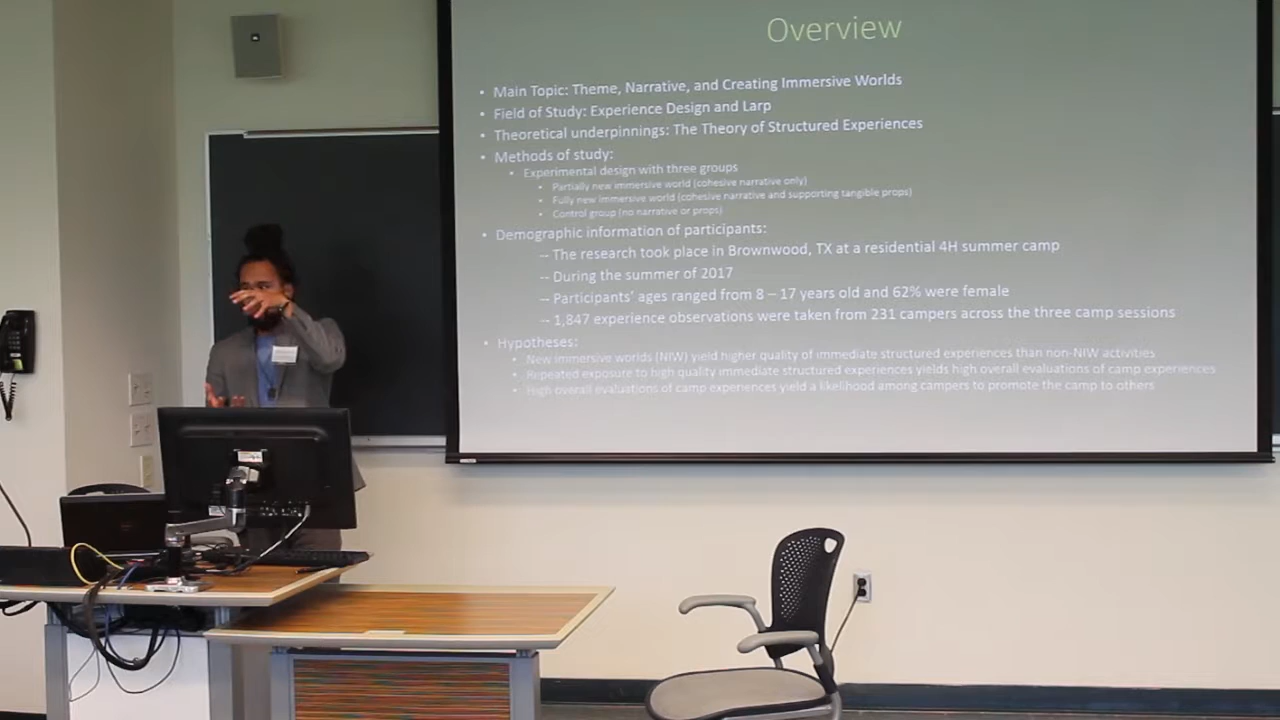 Overview
• Main Topic: Theme, Narrative, and Creating Immersive Worlds
• Field of Study: Experience Design and Larp
• Theoretical underpinnings: The Theory of Structured Experiences
• Methods of study:
• Experimental design with three groups
• Partially new immersive world (cohesive narrative only)
• Fully new immersive world (cohesive narrative and supporting tangible props)
• Control group (no narrative or props)
• Demographic information of participants:
-- The research took place in Brownwood, TX at a residential 4H summer camp
-- During the summer of 2017
-- Participants' ages ranged from 8 – 17 years old and 62% were female
-- 1,847 experience observations were taken from 231 campers across the three camp sessions
• Hypotheses:
• New immersive worlds (NIW) yield higher quality of immediate structured experiences than non-NIW activities
• Repeated exposure to high quality immediate structured experiences yields high overall evaluations of camp experiences
• High overall evaluations of camp experiences yield a likelihood among campers to promote the camp to others